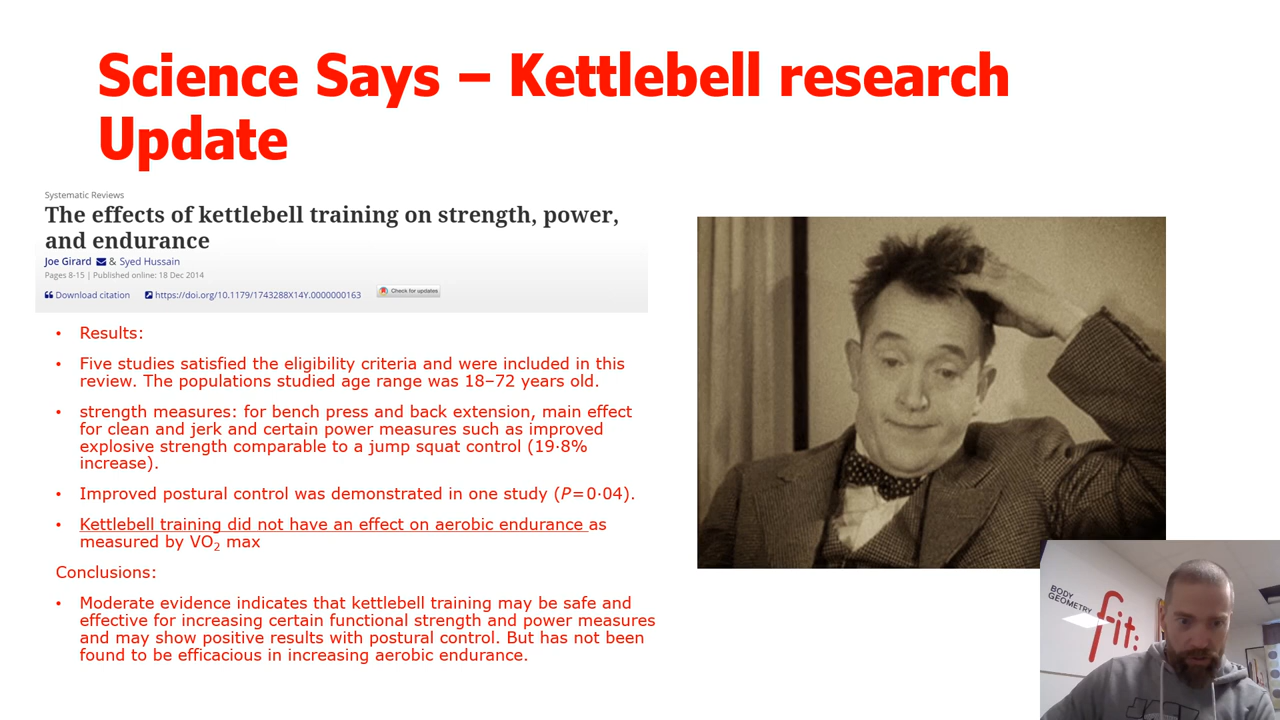 Science Says – Kettlebell research
Update
Systematic Reviews
The effects of kettlebell training on strength, power,
and endurance
Joe Girard & Syed Hussain
Pages 8-15 | Published online: 18 Dec 2014
Download citation https://doi.org/10.1179/1743288X14Y.0000000163 Check for updates
• Results:
• Five studies satisfied the eligibility criteria and were included in this
review. The populations studied age range was 18–72 years old.
• strength measures: for bench press and back extension, main effect
for clean and jerk and certain power measures such as improved
explosive strength comparable to a jump squat control (19·8%
increase).
• Improved postural control was demonstrated in one study (P=0·04).
• Kettlebell training did not have an effect on aerobic endurance as
measured by VO₂ max
Conclusions:
• Moderate evidence indicates that kettlebell training may be safe and
effective for increasing certain functional strength and power measures
and may show positive results with postural control. But has not been
found to be efficacious in increasing aerobic endurance.
BODY
GEOMETRY
fit: